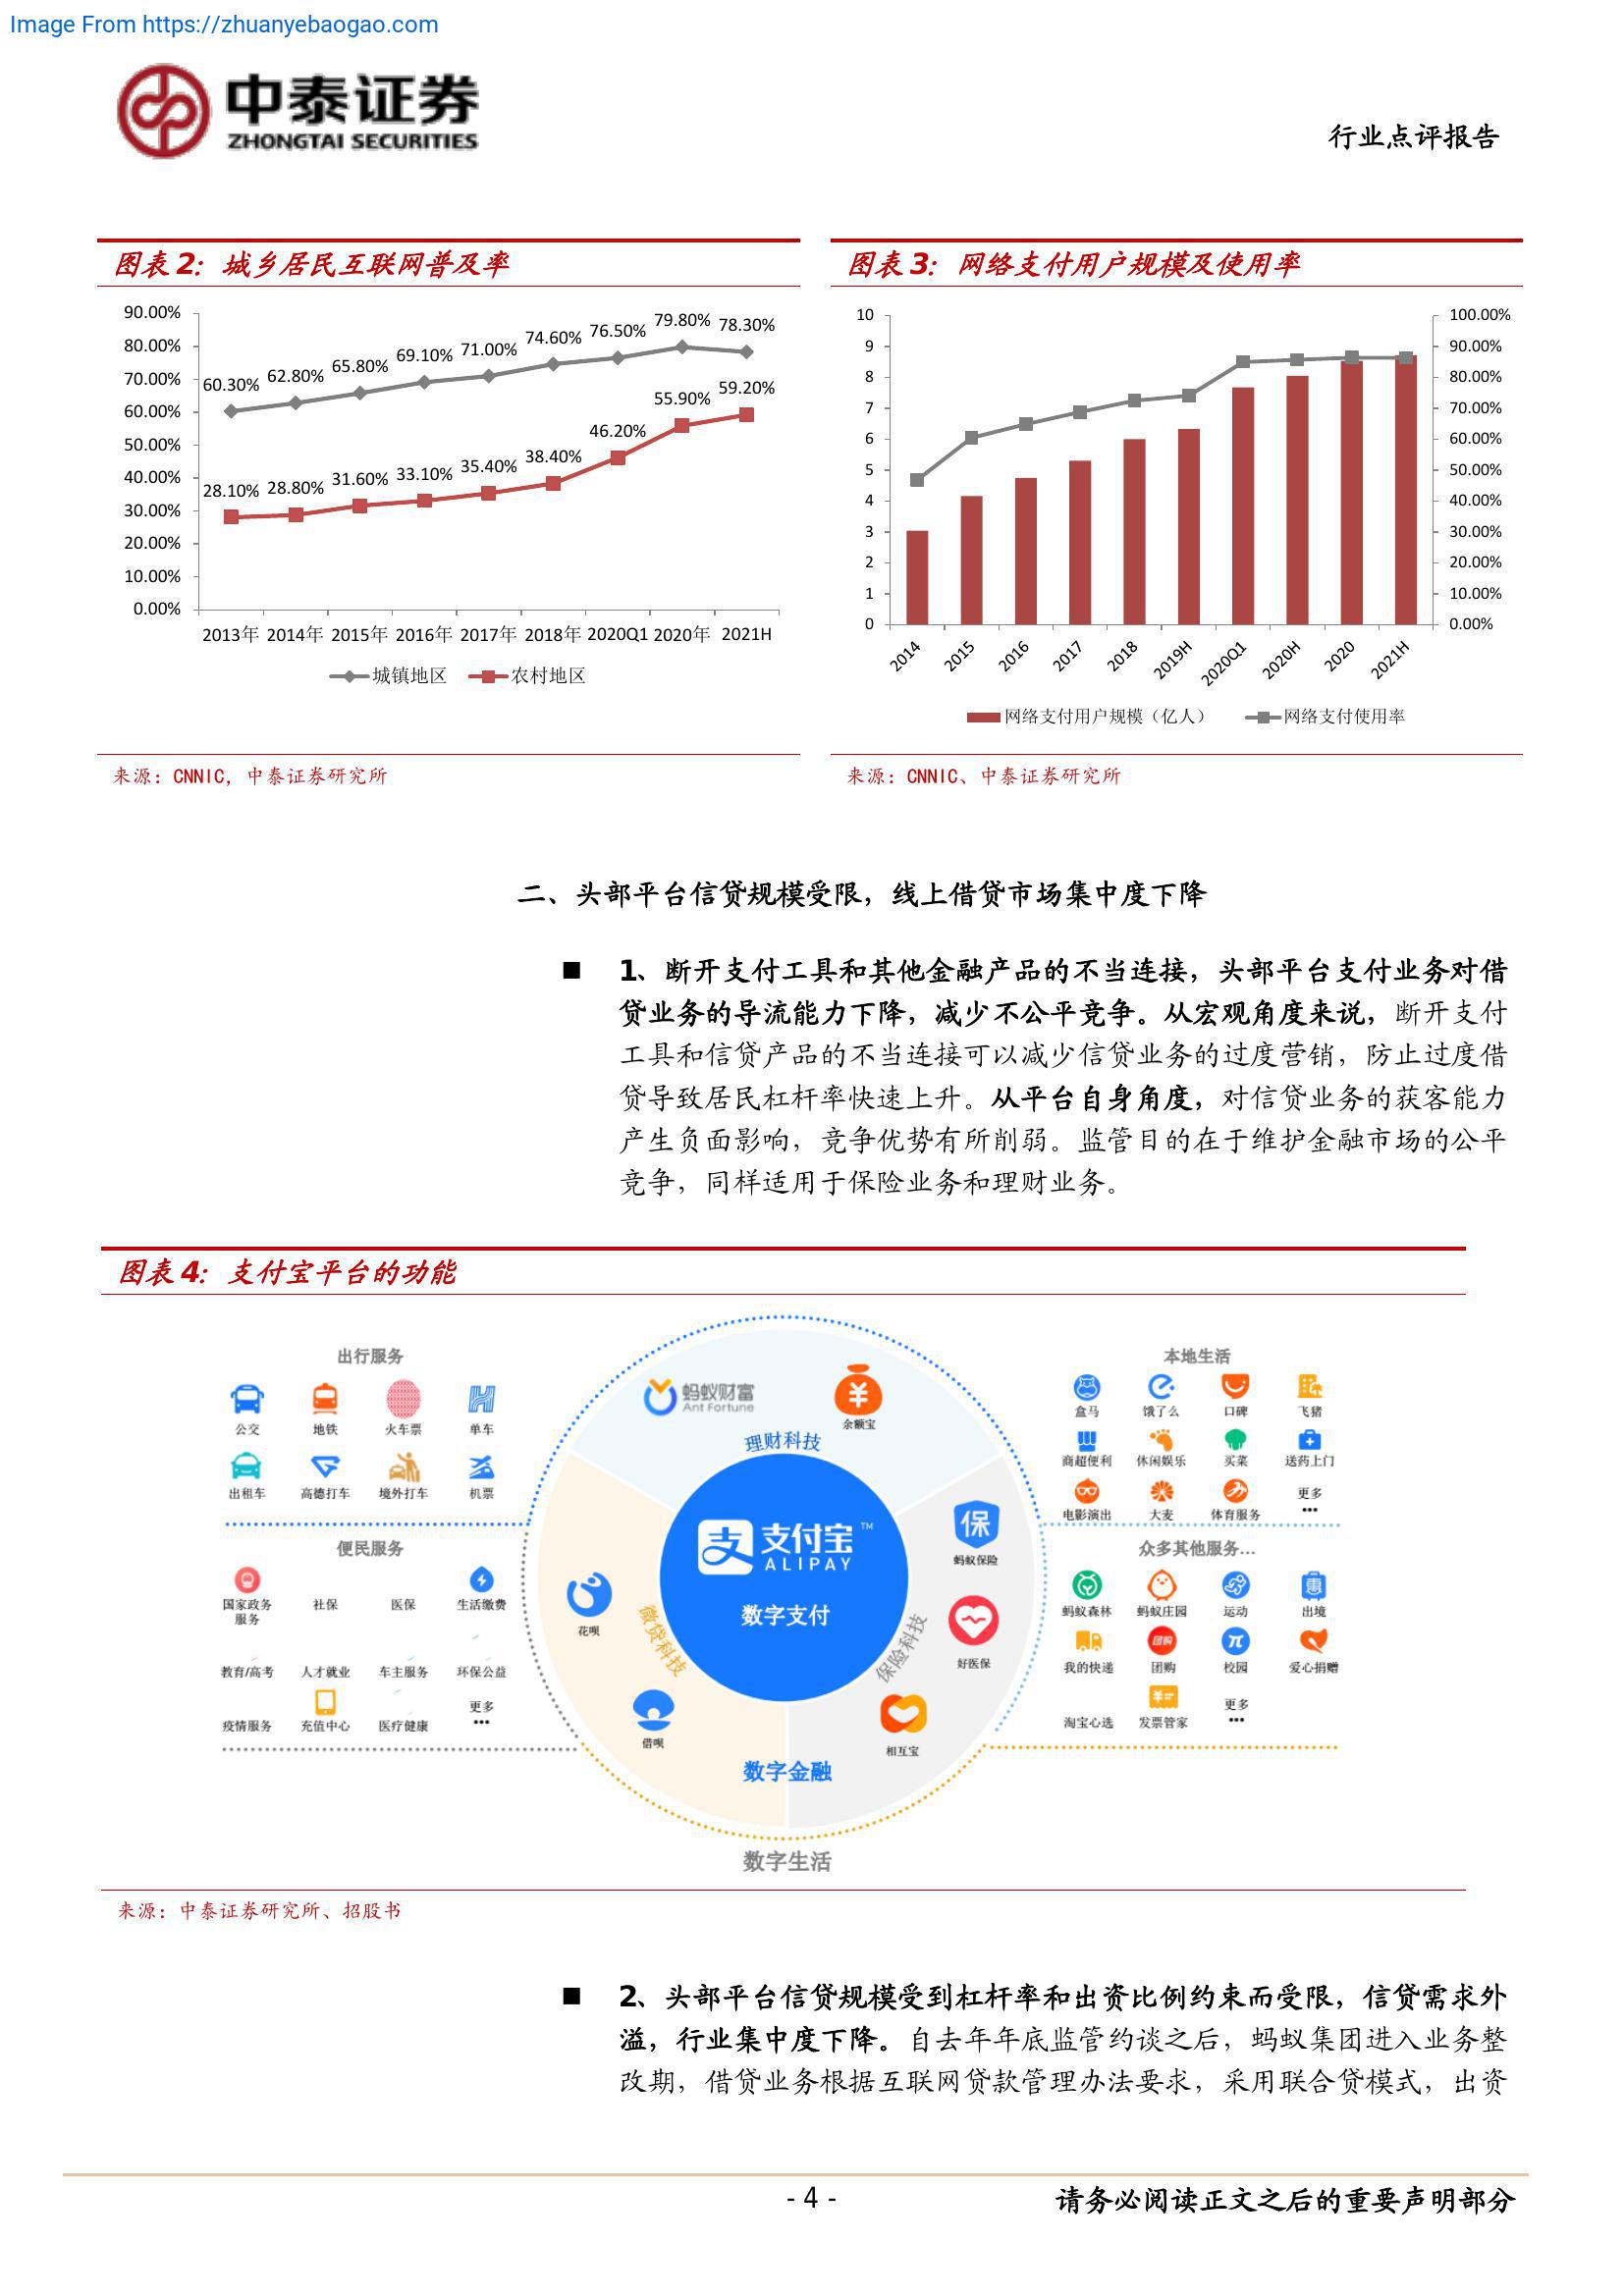 Image From https://zhuanyebaogao.com
中泰证券
ZHONGTAI SECURITIES
行业点评报告
图表2：城乡居民互联网普及率
90.00%
80.00%
70.00%
60.00%
50.00%
40.00%
30.00%
20.00%
10.00%
0.00%
60.30% 62.80% 65.80% 69.10% 71.00% 74.60% 76.50% 79.80% 78.30%
28.10% 28.80% 31.60% 33.10% 35.40% 38.40% 46.20% 55.90% 59.20%
2013年 2014年 2015年 2016年 2017年 2018年 2020Q1 2020年 2021H
城镇地区 农村地区
来源：CNNIC，中泰证券研究所
图表3：网络支付用户规模及使用率
10
9
8
7
6
5
4
3
2
1
0
100.00%
90.00%
80.00%
70.00%
60.00%
50.00%
40.00%
30.00%
20.00%
10.00%
0.00%
2014 2015 2016 2017 2018 2019H 2020Q1 2020H 2020 2021H
网络支付用户规模（亿人） 网络支付使用率
来源：CNNIC、中泰证券研究所
二、头部平台信贷规模受限，线上借贷市场集中度下降
■ 1、断开支付工具和其他金融产品的不当连接，头部平台支付业务对借
贷业务的导流能力下降，减少不公平竞争。从宏观角度来说，断开支付
工具和信贷产品的不当连接可以减少信贷业务的过度营销，防止过度借
贷导致居民杠杆率快速上升。从平台自身角度，对信贷业务的获客能力
产生负面影响，竞争优势有所削弱。监管目的在于维护金融市场的公平
竞争，同样适用于保险业务和理财业务。
图表4：支付宝平台的功能
出行服务
公交 地铁 火车票 单车
出租车 高德打车 境外打车 机票
便民服务
国家政务
服务
社保 医保 生活缴费
教育/高考 人才就业 车主服务 环保公益
疫情服务 充值中心 医疗健康 更多
蚂蚁财富
Ant Fortune
余额宝
理财科技
支 支付宝™
ALIPAY
数字支付
保
蚂蚁保险
好医保
保险科技
相互宝
花呗
微贷科技
借呗
数字金融
数字生活
本地生活
盒马 饿了么 口碑 飞猪
商超便利 休闲娱乐 买菜 送药上门
电影演出 大麦 体育服务 更多
众多其他服务...
蚂蚁森林 蚂蚁庄园 运动 出境
团购
我的快递 团购 校园 爱心捐赠
淘宝心选 发票管家 更多
来源：中泰证券研究所、招股书
■ 2、头部平台信贷规模受到杠杆率和出资比例约束而受限，信贷需求外
溢，行业集中度下降。自去年年底监管约谈之后，蚂蚁集团进入业务整
改期，借贷业务根据互联网贷款管理办法要求，采用联合贷模式，出资
- 4 -
请务必阅读正文之后的重要声明部分